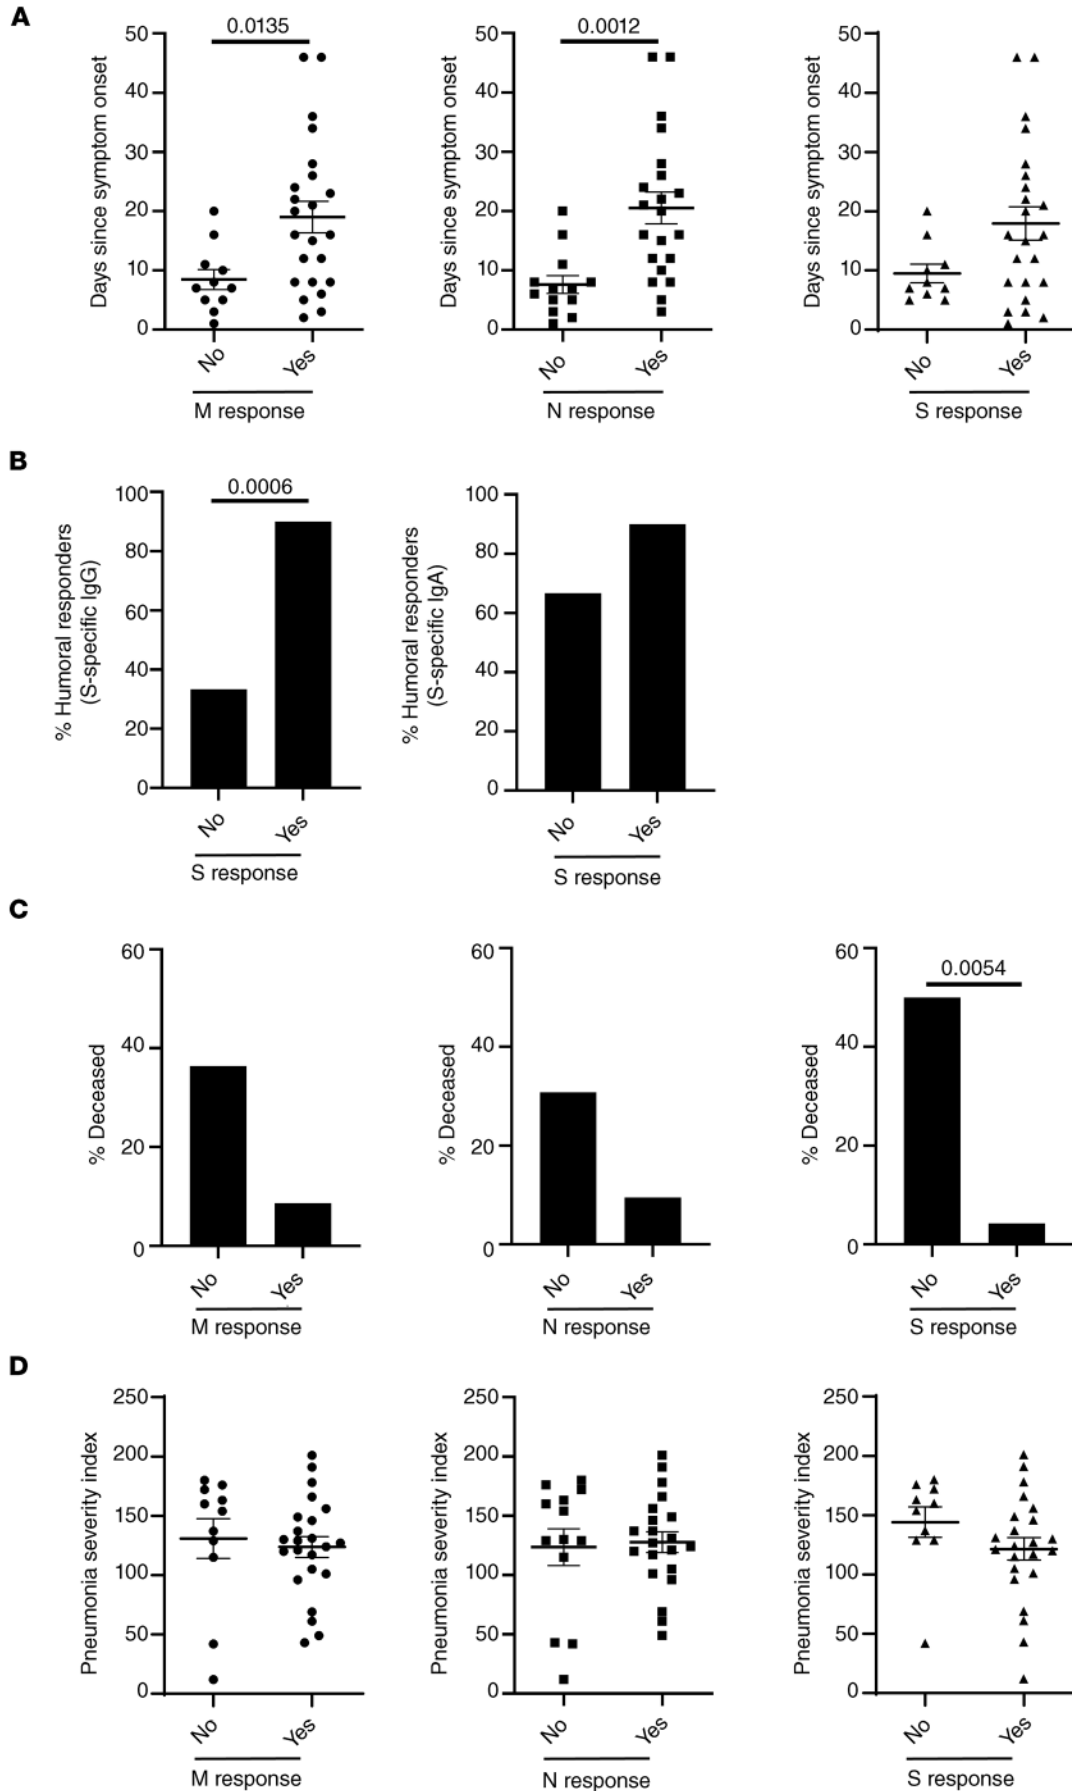 A
0.0135
0.0012
Days since symptom onset
50
40
30
20
10
0
No
Yes
M response
Days since symptom onset
50
40
30
20
10
0
No
Yes
N response
Days since symptom onset
50
40
30
20
10
0
No
Yes
S response
B
0.0006
% Humoral responders
(S-specific IgG)
100
80
60
40
20
0
No
Yes
S response
% Humoral responders
(S-specific IgA)
100
80
60
40
20
0
No
Yes
S response
C
% Deceased
60
40
20
0
No
Yes
M response
% Deceased
60
40
20
0
No
Yes
N response
0.0054
% Deceased
60
40
20
0
No
Yes
S response
D
Pneumonia severity index
250
200
150
100
50
0
No
Yes
M response
Pneumonia severity index
250
200
150
100
50
0
No
Yes
N response
Pneumonia severity index
250
200
150
100
50
0
No
Yes
S response